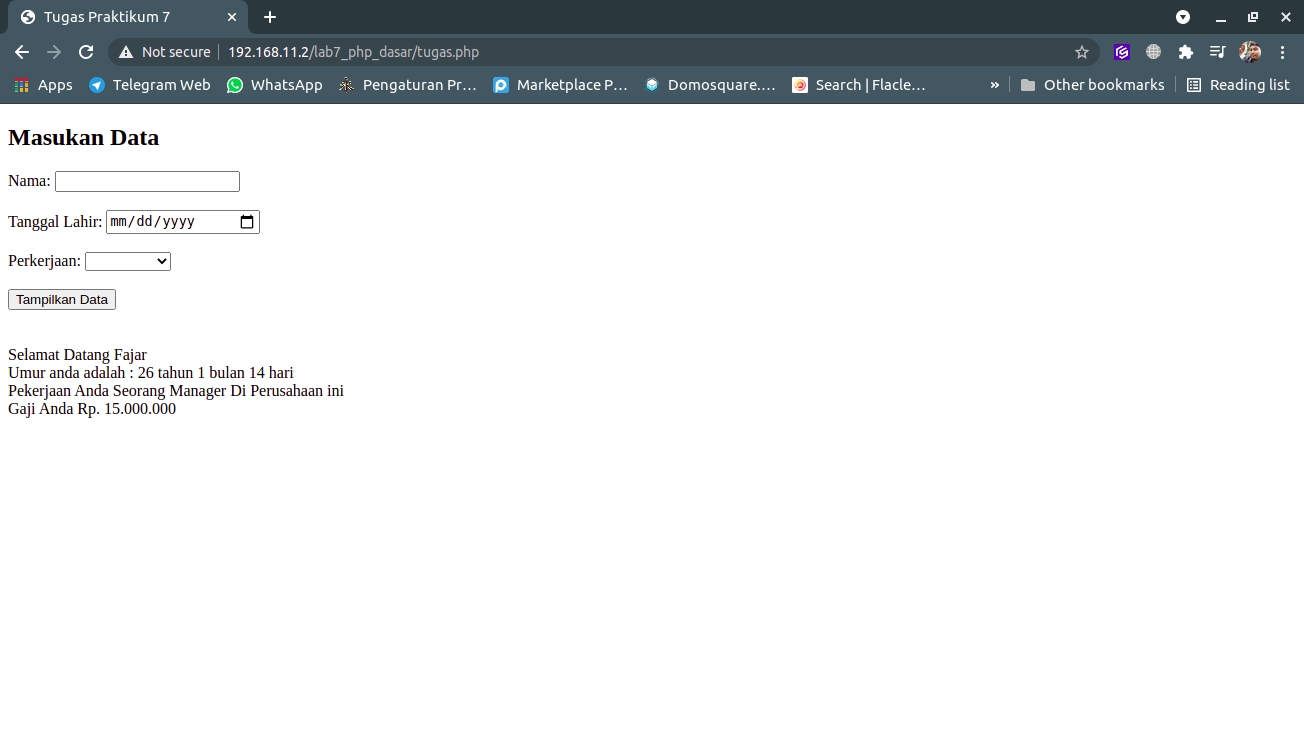 Tugas Praktikum 7
Not secure 192.168.11.2/lab7_php_dasar/tugas.php
Apps Telegram Web WhatsApp Pengaturan Pr… Marketplace P… Domosquare.… Search | Flacle… » Other bookmarks Reading list
Masukan Data
Nama:
Tanggal Lahir: mm/dd/yyyy
Perkerjaan:
Tampilkan Data
Selamat Datang Fajar
Umur anda adalah : 26 tahun 1 bulan 14 hari
Pekerjaan Anda Seorang Manager Di Perusahaan ini
Gaji Anda Rp. 15.000.000